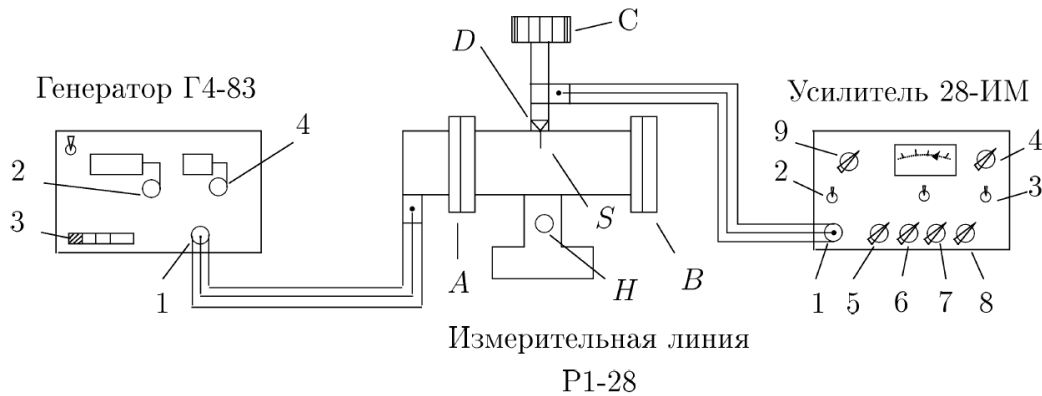 C
D
Генератор Г4-83
Усилитель 28-ИМ
4
9
4
2
2
3
3
S
1
A
H
B
1 5 6 7 8
Измерительная линия
Р1-28